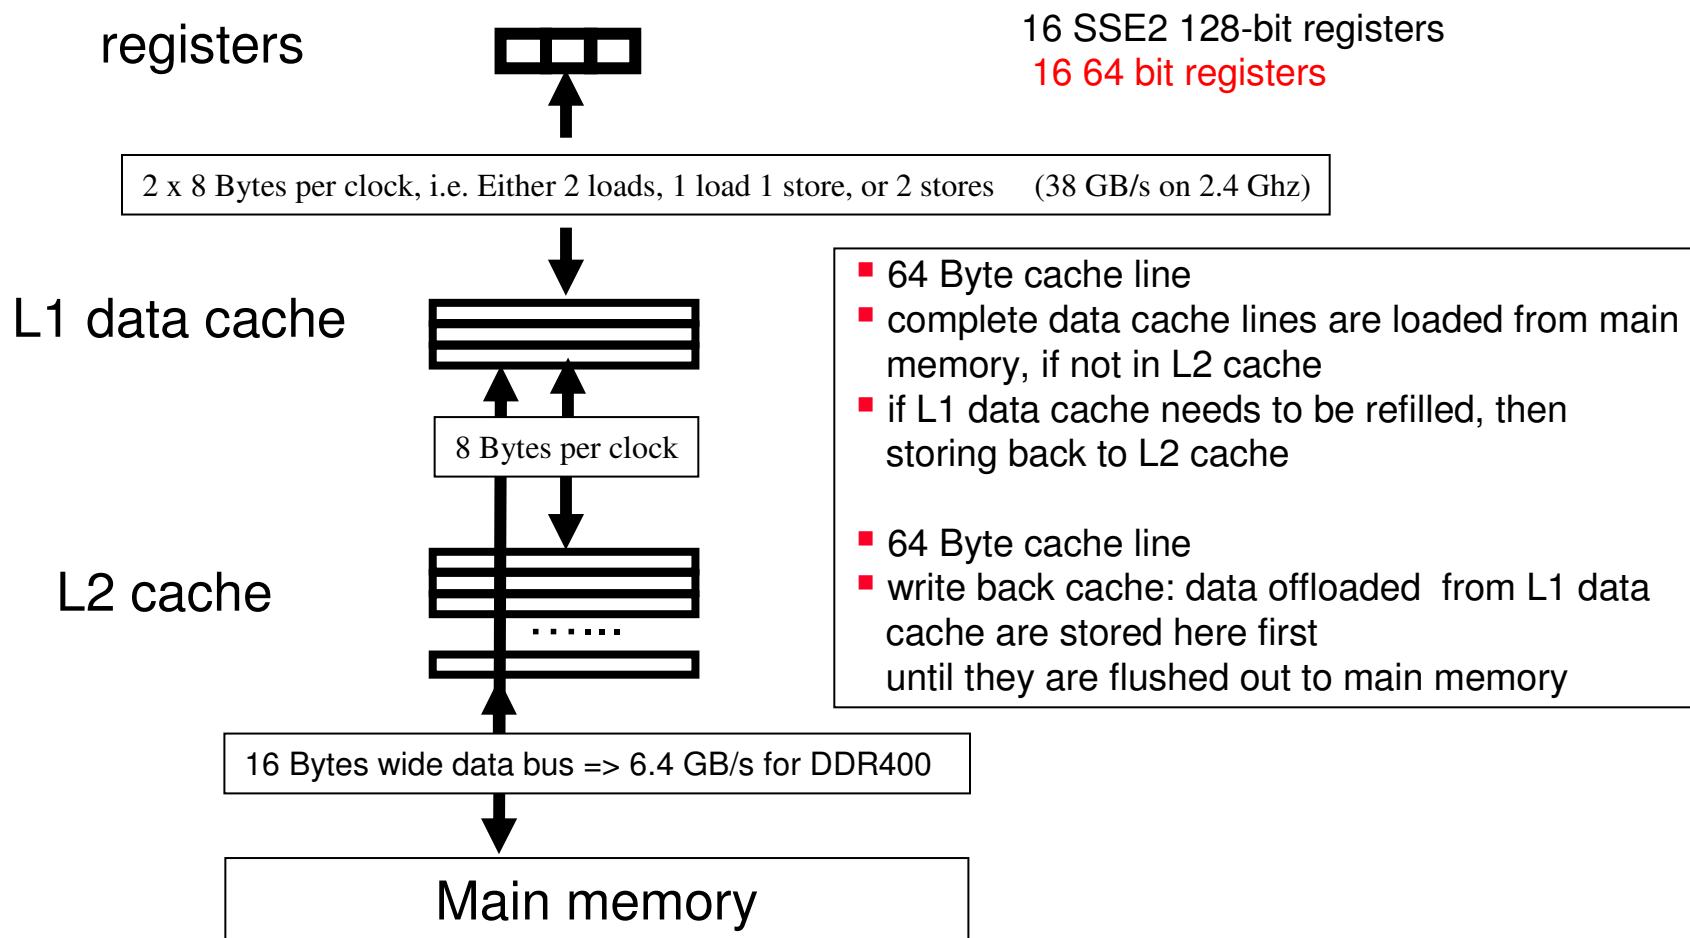 registers
16 SSE2 128-bit registers
16 64 bit registers
2 x 8 Bytes per clock, i.e. Either 2 loads, 1 load 1 store, or 2 stores (38 GB/s on 2.4 Ghz)
L1 data cache
8 Bytes per clock
L2 cache
▪ 64 Byte cache line
▪ complete data cache lines are loaded from main
memory, if not in L2 cache
▪ if L1 data cache needs to be refilled, then
storing back to L2 cache
▪ 64 Byte cache line
▪ write back cache: data offloaded from L1 data
cache are stored here first
until they are flushed out to main memory
16 Bytes wide data bus => 6.4 GB/s for DDR400
Main memory